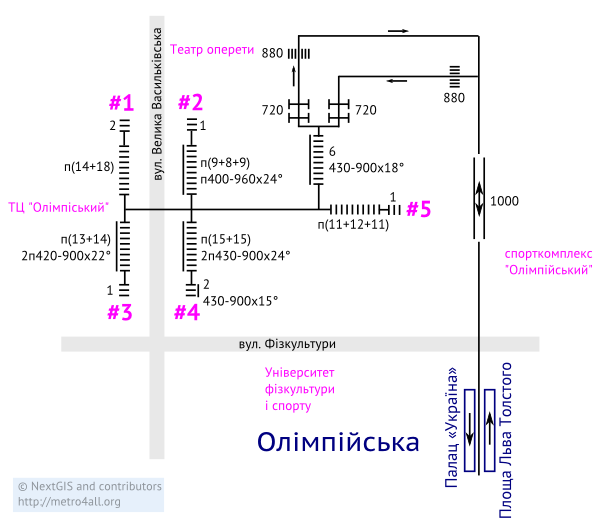 вул. Велика Васильківська
Театр оперети
880
880
720
720
#1
#2
2
1
6
430-900x18°
п(14+18)
п(9+8+9)
п400-960x24°
1000
1
#5
ТЦ "Олімпіський"
п(11+12+11)
п(13+14)
2п420-900x22°
п(15+15)
2п430-900x24°
спорткомплекс
"Олімпійський"
1
2
430-900x15°
#3
#4
вул. Фізкультури
Університет
фізкультури
і спорту
Олімпійська
Палац «Україна»
Площа Льва Толстого
© NextGIS and contributors
http://metro4all.org